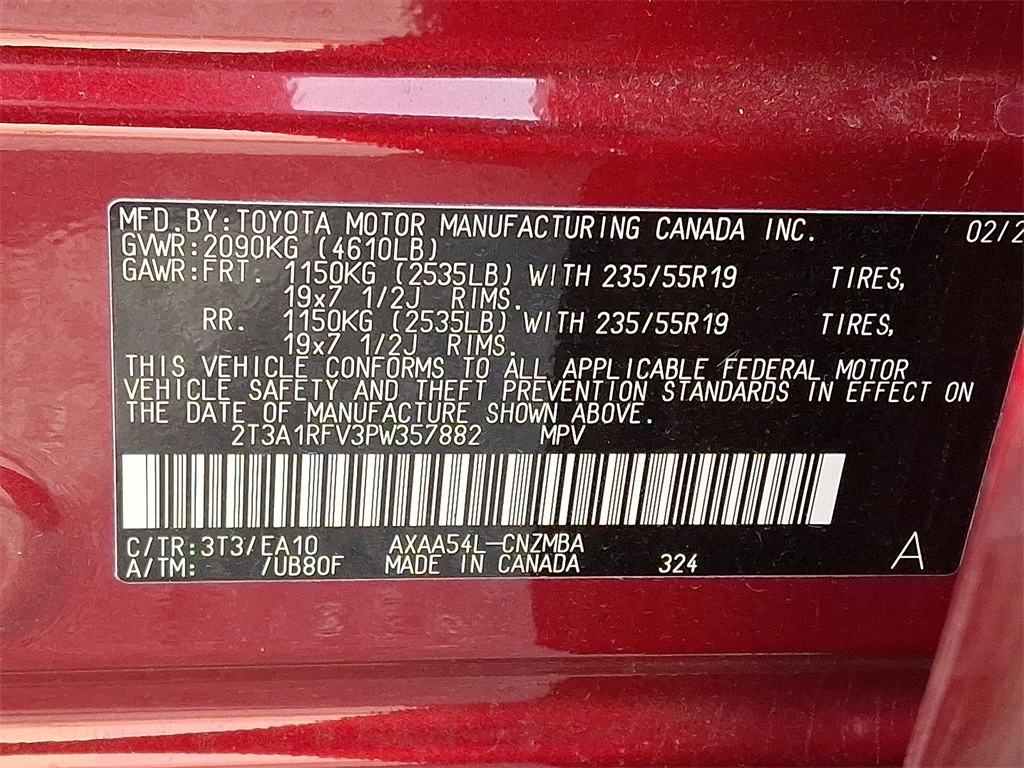 MFD.BY:TOYOTA MOTOR MANUFACTURING CANADA INC. 02/2
GVWR:2090KG (4610LB)
GAWR:FRT. 1150KG (2535LB) WITH 235/55R19 TIRES,
19x7 1/2J RIMS.
RR. 1150KG (2535LB) WITH 235/55R19 TIRES,
19x7 1/2J RIMS.
THIS VEHICLE CONFORMS TO ALL APPLICABLE FEDERAL MOTOR
VEHICLE SAFETY AND THEFT PREVENTION STANDARDS IN EFFECT ON
THE DATE OF MANUFACTURE SHOWN ABOVE.
2T3A1RFV3PW357882 MPV
C/TR:3T3/EA10 AXAA54L-CNZMBA
A/TM: /UB80F MADE IN CANADA 324 A